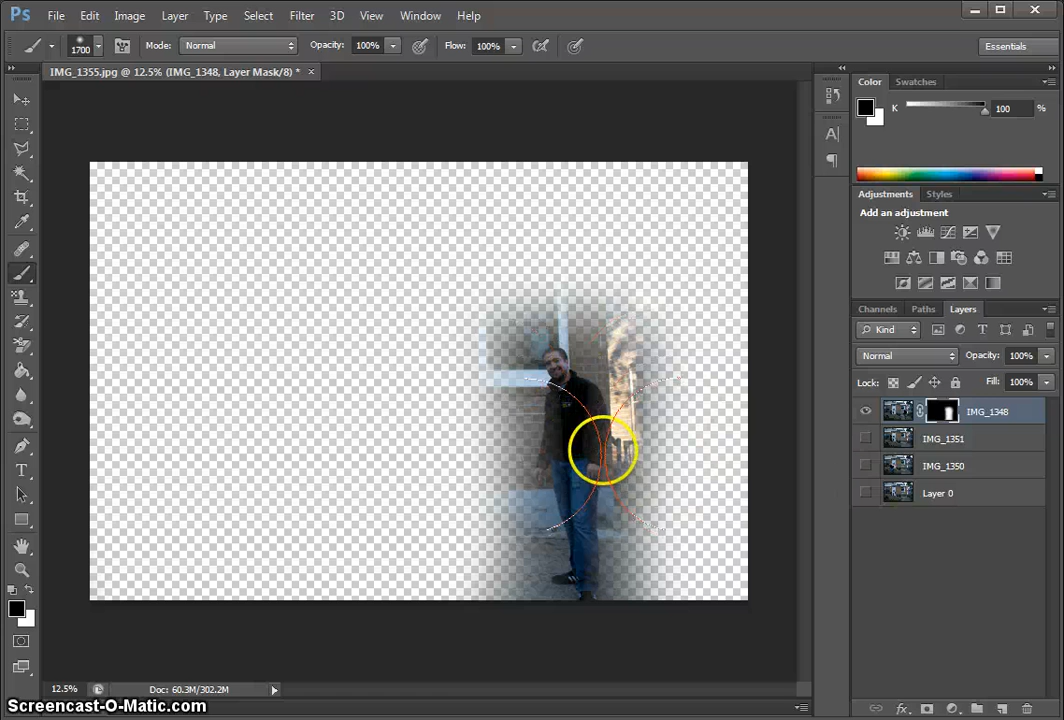 Ps File Edit Image Layer Type Select Filter 3D View Window Help
1700 Mode: Normal Opacity: 100% Flow: 100% Essentials
IMG_1355.jpg @ 12.5% (IMG_1348, Layer Mask/8) * ×
Color Swatches
K 100 %
Adjustments Styles
Add an adjustment
Channels Paths Layers
Kind
Normal Opacity: 100%
Lock: Fill: 100%
IMG_1348
IMG_1351
IMG_1350
Layer 0
12.5% Doc: 60.3M/302.2M
Screencast-O-Matic.com